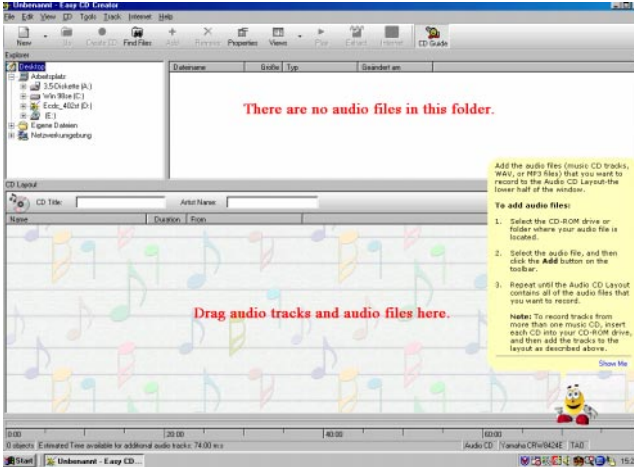 Unbenannt - Easy CD Creator
File Edit View CD Tools Track Internet Help
New Create CD Find Files Add Remove Properties Views Play Extract Internet CD Guide
Explorer
Desktop
Arbeitsplatz
3.5-Diskette (A:)
Win 98se (C:)
Ecdc_402st (D:)
(E:)
Eigene Dateien
Netzwerkumgebung
Dateiname Größe Typ Geändert am
There are no audio files in this folder.
CD Layout
CD Title: Artist Name:
Name Duration From
Drag audio tracks and audio files here.
Add the audio files (music CD tracks,
WAV, or MP3 files) that you want to
record to the Audio CD Layout-the
lower half of the window.
To add audio files:
1. Select the CD-ROM drive or
folder where your audio file is
located.
2. Select the audio file, and then
click the Add button on the
toolbar.
3. Repeat until the Audio CD Layout
contains all of the audio files that
you want to record.
Note: To record tracks from
more than one music CD, insert
each CD into your CD-ROM drive,
and then add the tracks to the
layout as described above.
Show Me
0:00 20:00 40:00 60:00
0 objects Estimated Time available for additional audio tracks: 74:00 m:s Audio CD Yamaha CRW8424E TAO
Start Unbenannt - Easy CD...